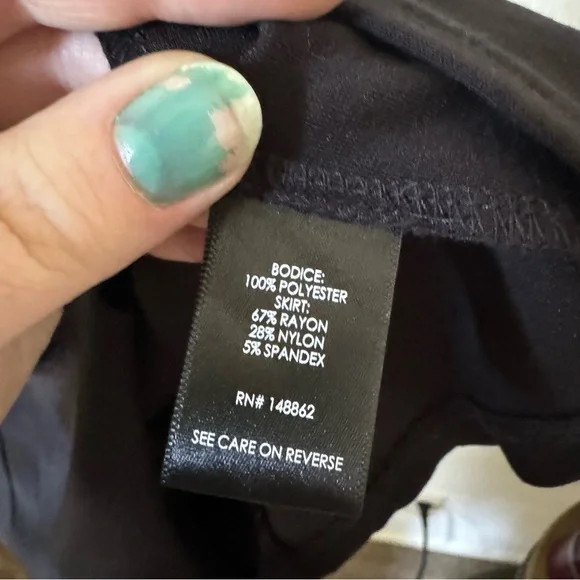 BODICE:
100% POLYESTER
SKIRT:
67% RAYON
28% NYLON
5% SPANDEX
RN# 148862
SEE CARE ON REVERSE